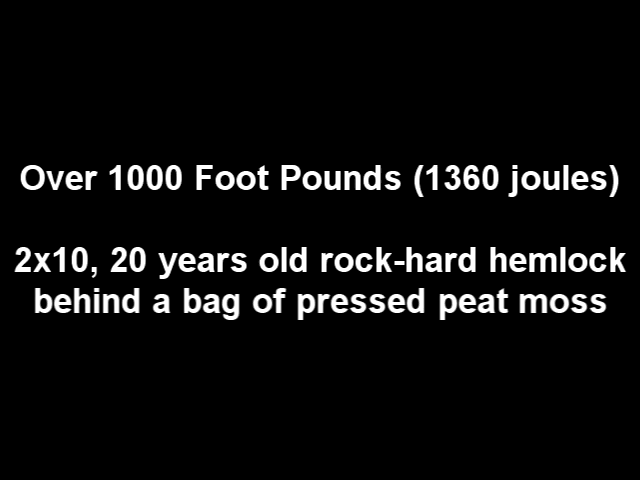 Over 1000 Foot Pounds (1360 joules)
2x10, 20 years old rock-hard hemlock
behind a bag of pressed peat moss